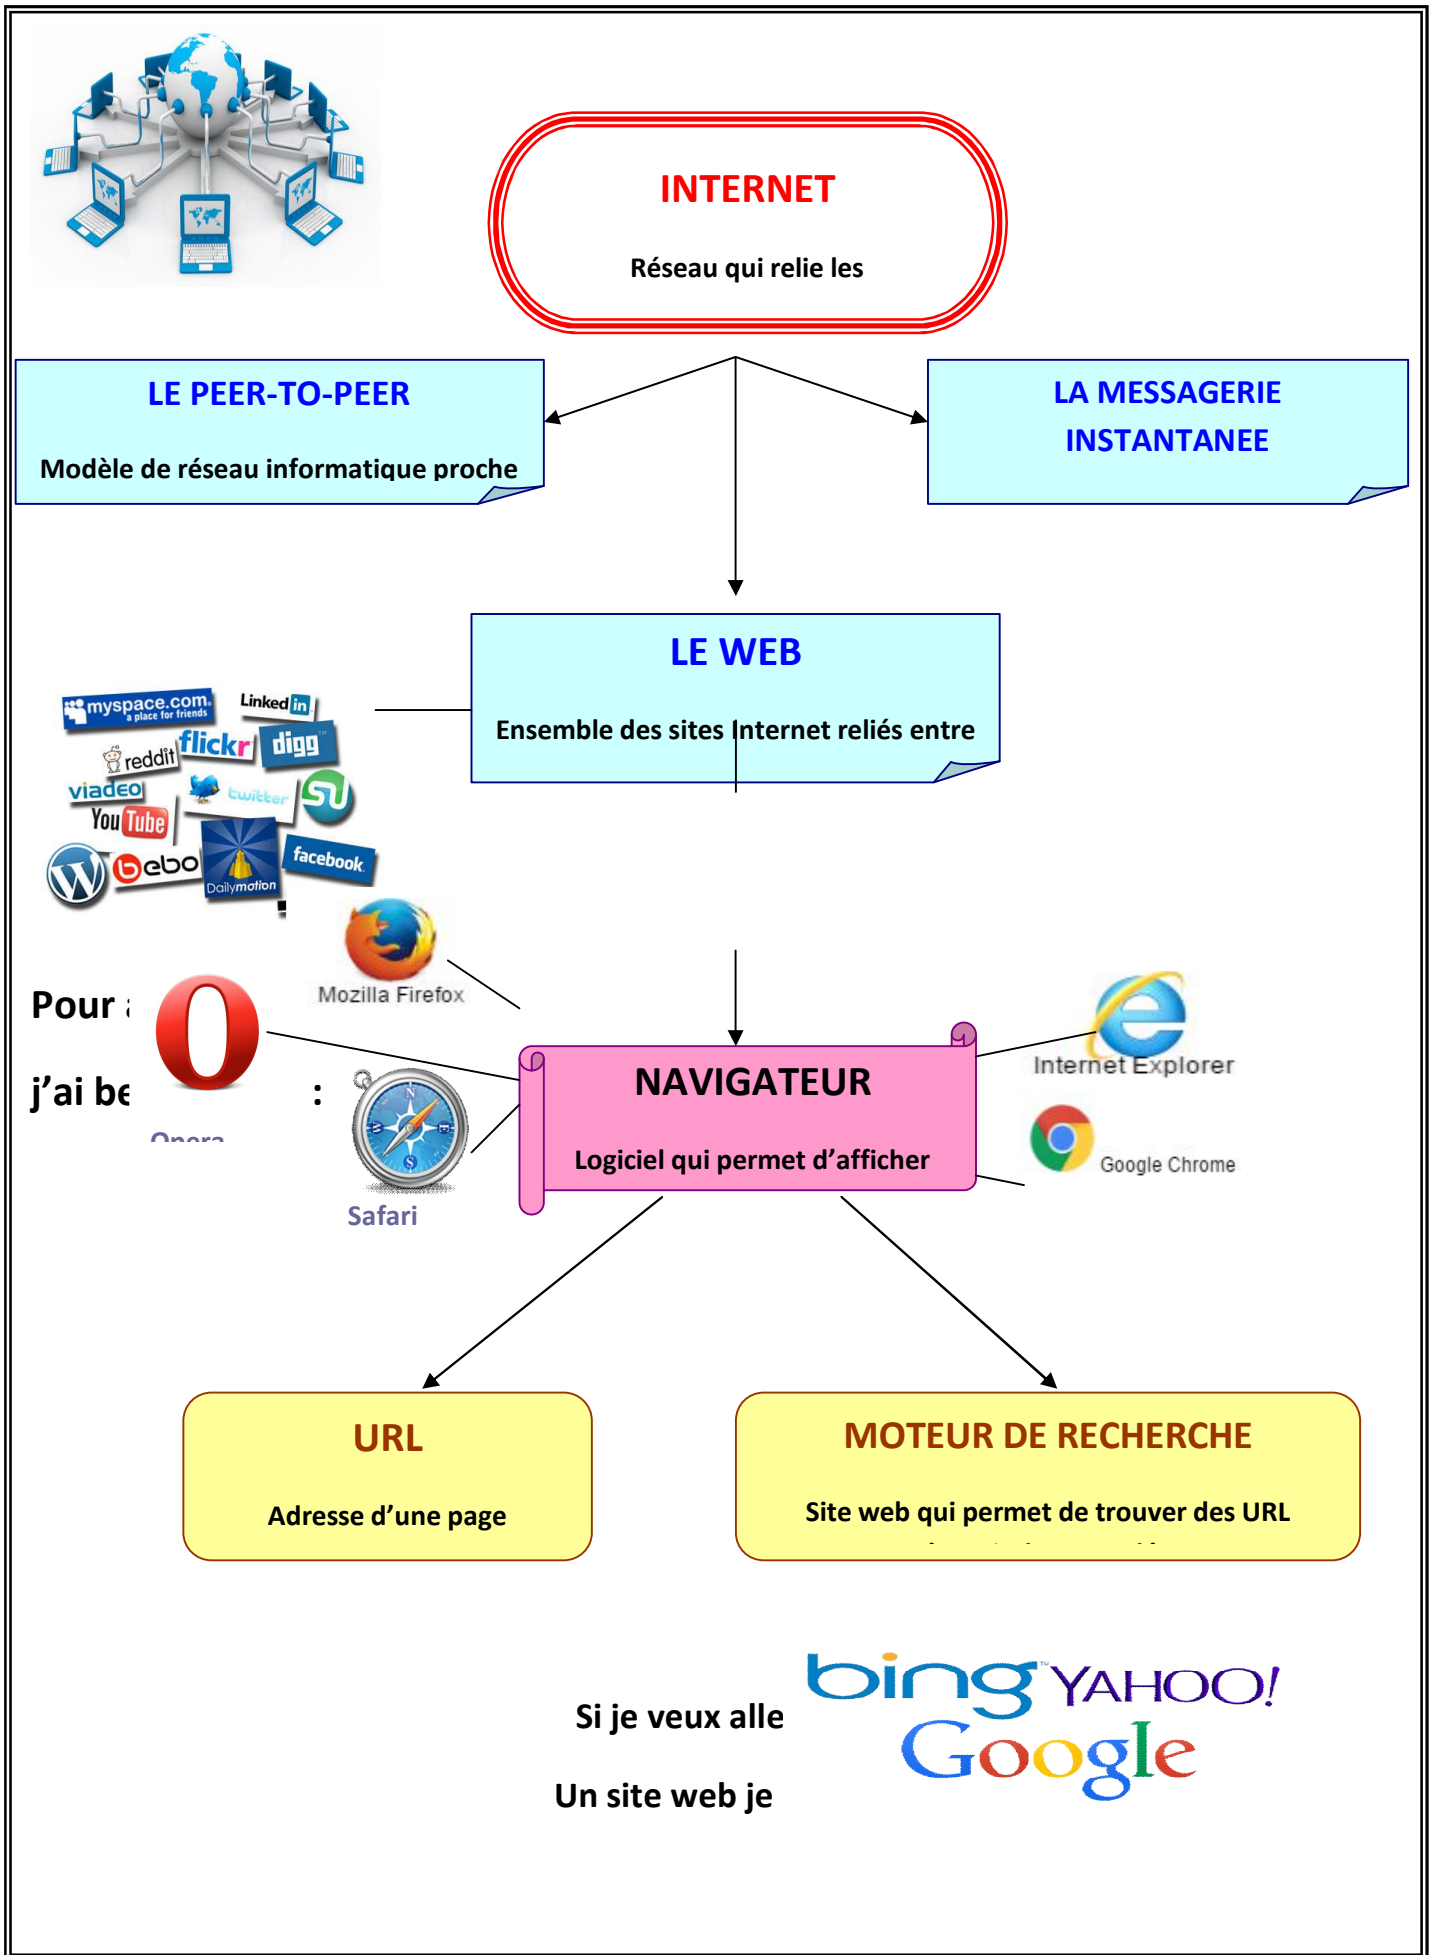 INTERNET
Réseau qui relie les
LE PEER-TO-PEER
Modèle de réseau informatique proche
LA MESSAGERIE
INSTANTANEE
LE WEB
Ensemble des sites Internet reliés entre
myspace.com
a place for friends
Linked in
reddit
flickr
digg
viadeo
twitter
SU
You Tube
W
bebo
Dailymotion
facebook
Mozilla Firefox
Pour
j'ai be :
Opera
Safari
N
E
S
W
NAVIGATEUR
Logiciel qui permet d'afficher
Internet Explorer
Google Chrome
URL
Adresse d'une page
MOTEUR DE RECHERCHE
Site web qui permet de trouver des URL
bing YAHOO!
Google
Si je veux alle
Un site web je